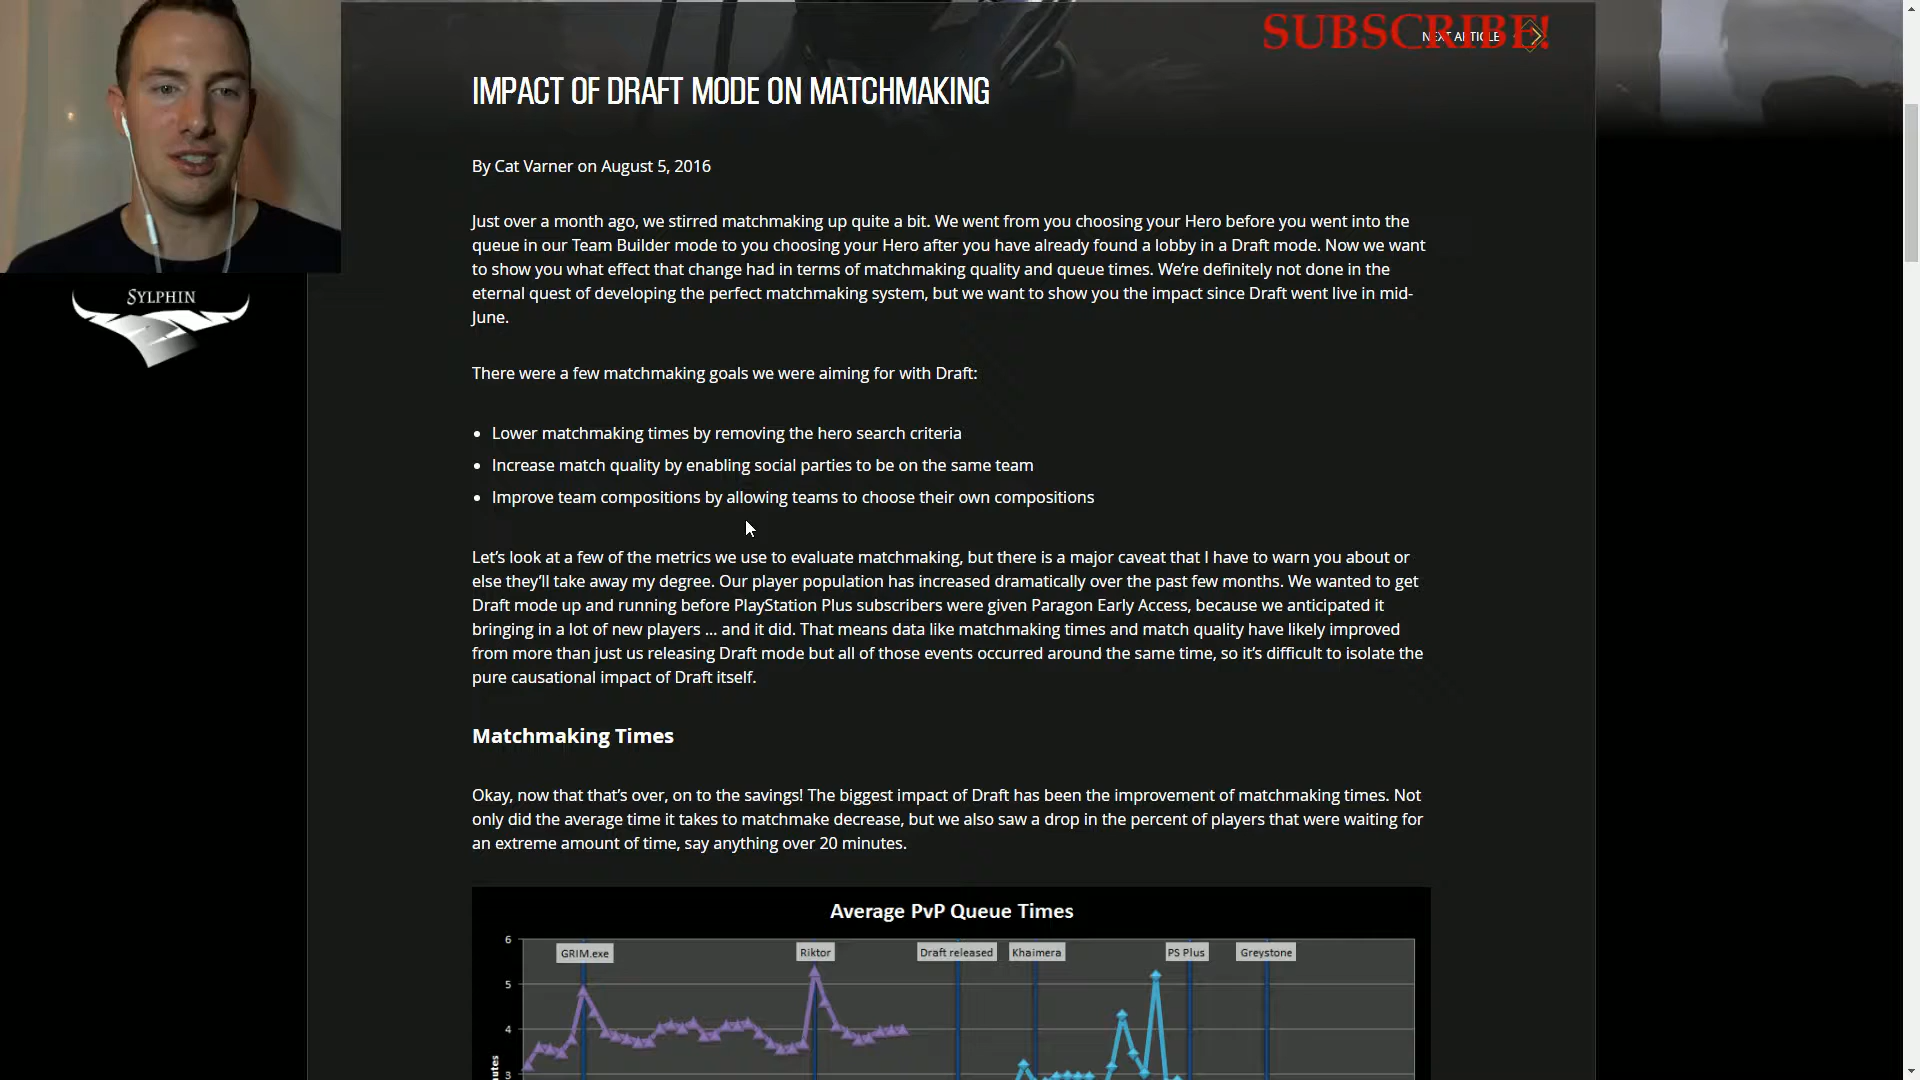 SUBSCRIBE!
NEXT ARTICLE
IMPACT OF DRAFT MODE ON MATCHMAKING
By Cat Varner on August 5, 2016
Just over a month ago, we stirred matchmaking up quite a bit. We went from you choosing your Hero before you went into the
queue in our Team Builder mode to you choosing your Hero after you have already found a lobby in a Draft mode. Now we want
to show you what effect that change had in terms of matchmaking quality and queue times. We’re definitely not done in the
eternal quest of developing the perfect matchmaking system, but we want to show you the impact since Draft went live in mid-
June.
SYLPHIN
There were a few matchmaking goals we were aiming for with Draft:
• Lower matchmaking times by removing the hero search criteria
• Increase match quality by enabling social parties to be on the same team
• Improve team compositions by allowing teams to choose their own compositions
Let’s look at a few of the metrics we use to evaluate matchmaking, but there is a major caveat that I have to warn you about or
else they’ll take away my degree. Our player population has increased dramatically over the past few months. We wanted to get
Draft mode up and running before PlayStation Plus subscribers were given Paragon Early Access, because we anticipated it
bringing in a lot of new players ... and it did. That means data like matchmaking times and match quality have likely improved
from more than just us releasing Draft mode but all of those events occurred around the same time, so it’s difficult to isolate the
pure causational impact of Draft itself.
Matchmaking Times
Okay, now that that’s over, on to the savings! The biggest impact of Draft has been the improvement of matchmaking times. Not
only did the average time it takes to matchmake decrease, but we also saw a drop in the percent of players that were waiting for
an extreme amount of time, say anything over 20 minutes.
Average PvP Queue Times
6
GRIM.exe
Riktor
Draft released
Khaimera
PS Plus
Greystone
5
4
3